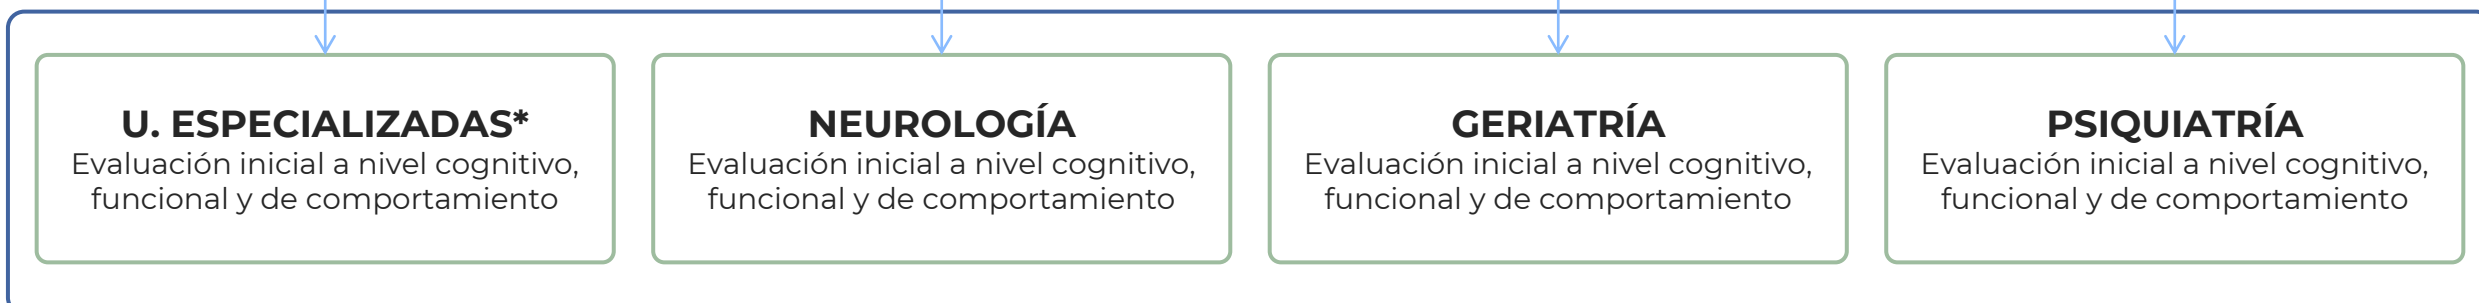 U. ESPECIALIZADAS*
Evaluación inicial a nivel cognitivo,
funcional y de comportamiento
NEUROLOGÍA
Evaluación inicial a nivel cognitivo,
funcional y de comportamiento
GERIATRÍA
Evaluación inicial a nivel cognitivo,
funcional y de comportamiento
PSIQUIATRÍA
Evaluación inicial a nivel cognitivo,
funcional y de comportamiento